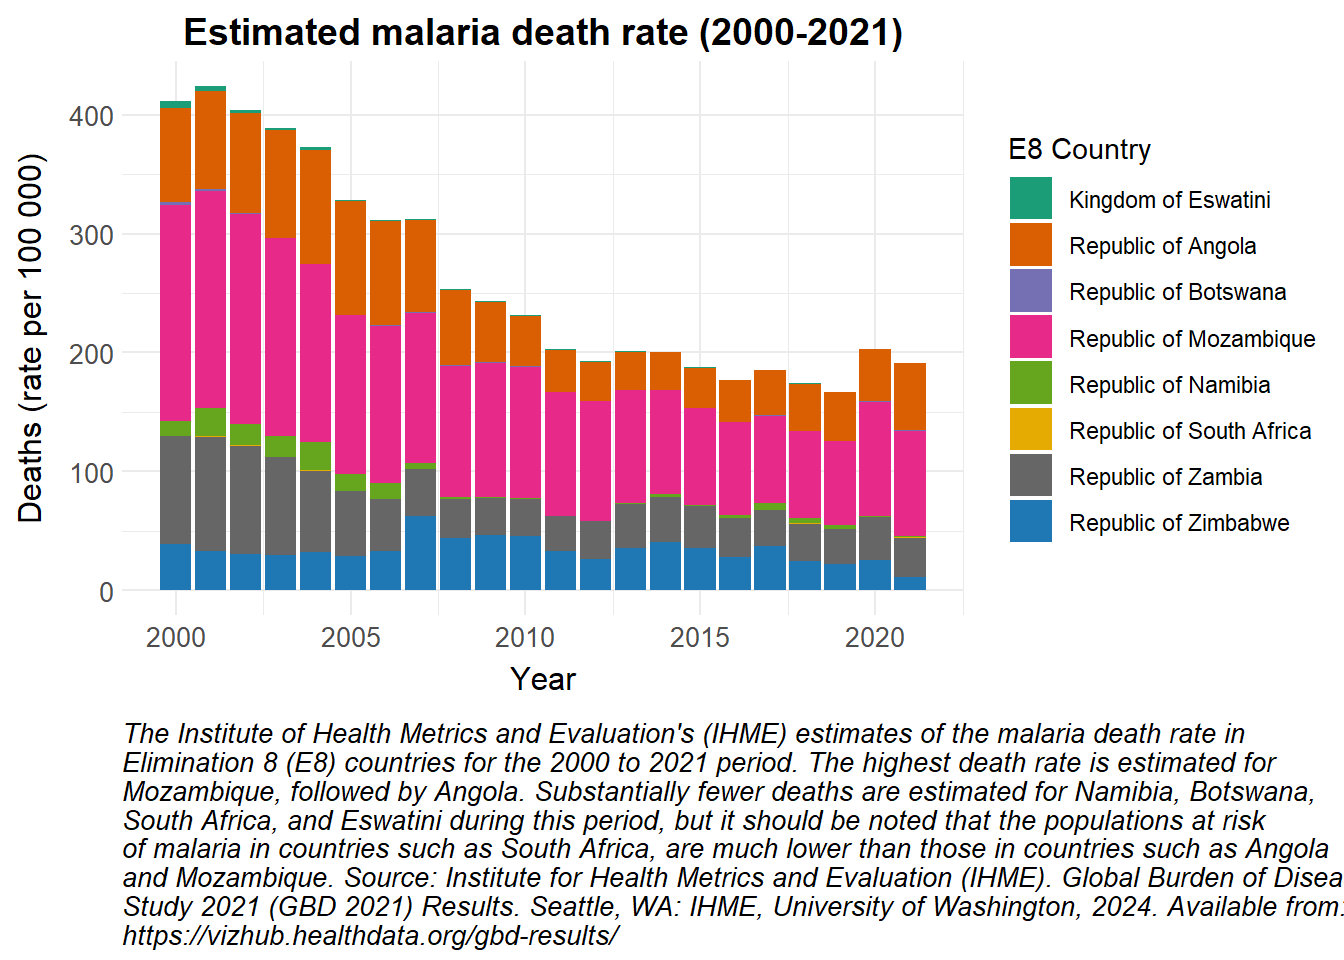 Estimated malaria death rate (2000-2021)
Deaths (rate per 100 000)
400
300
200
100
0
2000 2005 2010 2015 2020
Year
E8 Country
Kingdom of Eswatini
Republic of Angola
Republic of Botswana
Republic of Mozambique
Republic of Namibia
Republic of South Africa
Republic of Zambia
Republic of Zimbabwe
The Institute of Health Metrics and Evaluation's (IHME) estimates of the malaria death rate in
Elimination 8 (E8) countries for the 2000 to 2021 period. The highest death rate is estimated for
Mozambique, followed by Angola. Substantially fewer deaths are estimated for Namibia, Botswana,
South Africa, and Eswatini during this period, but it should be noted that the populations at risk
of malaria in countries such as South Africa, are much lower than those in countries such as Angola
and Mozambique. Source: Institute for Health Metrics and Evaluation (IHME). Global Burden of Disea
Study 2021 (GBD 2021) Results. Seattle, WA: IHME, University of Washington, 2024. Available from:
https://vizhub.healthdata.org/gbd-results/